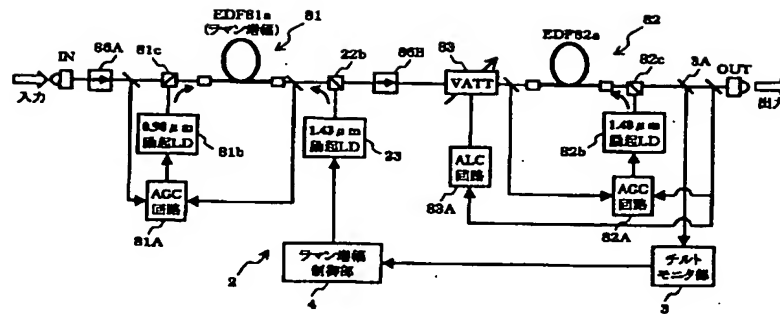 EDF81a
(ラマン増幅)
81
82
EDF82a
IN
86A
81c
22b
86B
83
82c
3A
OUT
VATT
入力
出力
0.98μm
励起LD
81b
1.43μm
励起LD
23
ALC
回路
83A
1.48μm
励起LD
82b
AGC
回路
81A
AGC
回路
82A
2
ラマン増幅
制御部
4
チルト
モニタ部
3